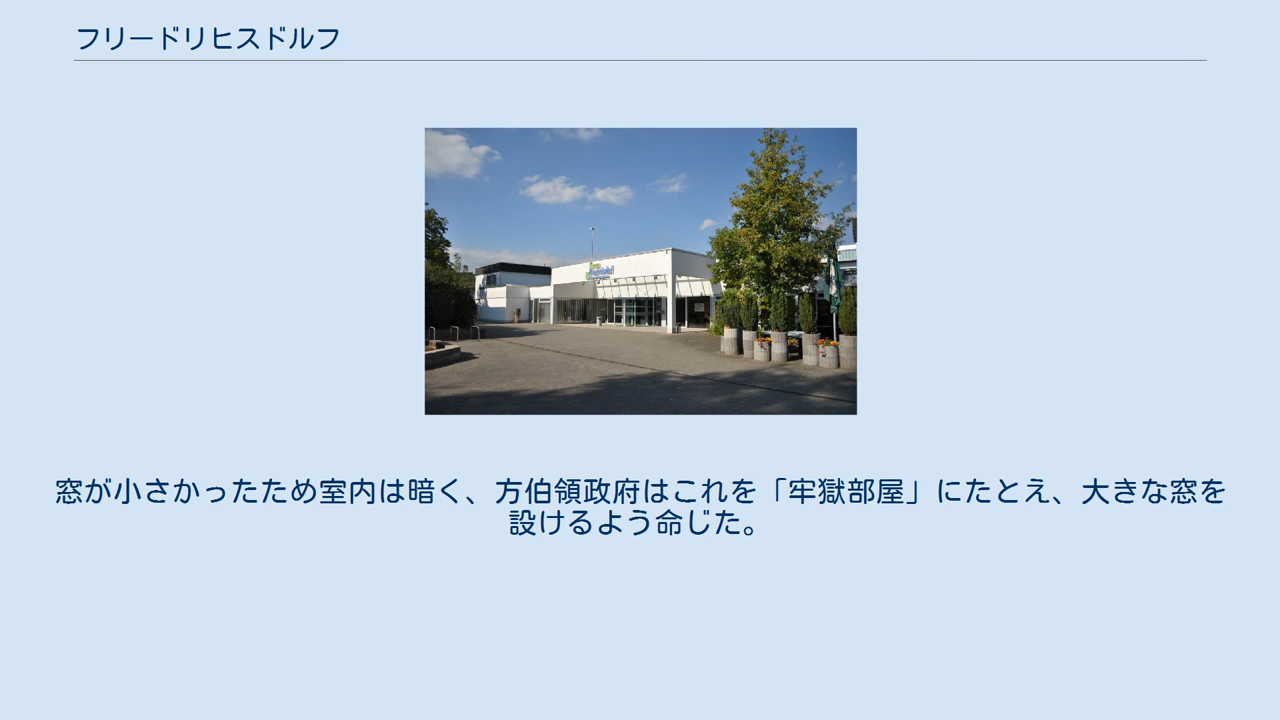 フリードリヒスドルフ
窓が小さかったため室内は暗く、方伯領政府はこれを「牢獄部屋」にたとえ、大きな窓を
設けるよう命じた。